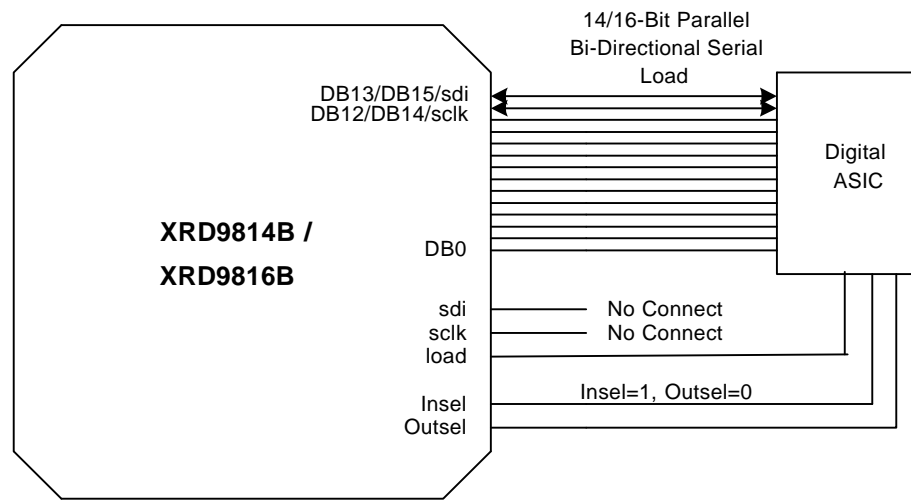 14/16-Bit Parallel
Bi-Directional Serial
Load
DB13/DB15/sdi
DB12/DB14/sclk
Digital
ASIC
XRD9814B /
XRD9816B
DB0
sdi
No Connect
sclk
No Connect
load
Insel
Insel=1, Outsel=0
Outsel